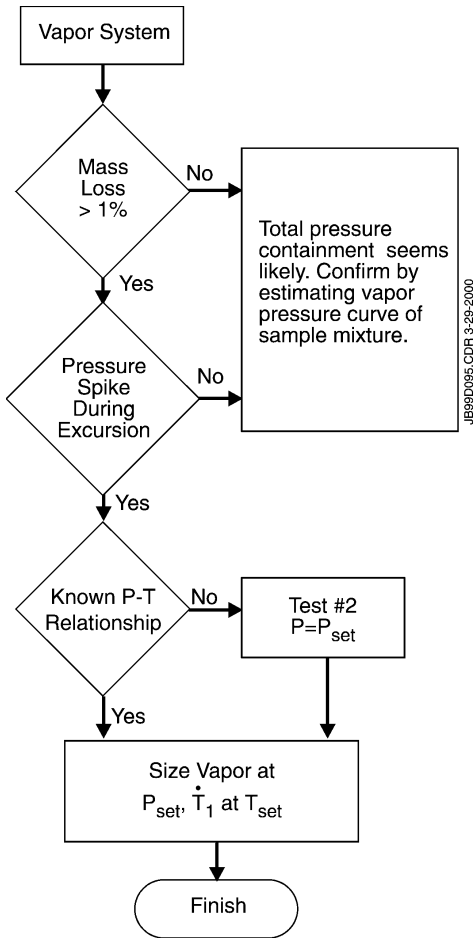 Vapor System
Mass
Loss
> 1%
No
Total pressure
containment seems
likely. Confirm by
estimating vapor
pressure curve of
sample mixture.
Yes
Pressure
Spike
During
Excursion
No
Yes
Known P-T
Relationship
No
Test #2
P=Pset
Yes
Size Vapor at
Pset, Ṫ1 at Tset
Finish
JB99D095.CDR 3-29-2000